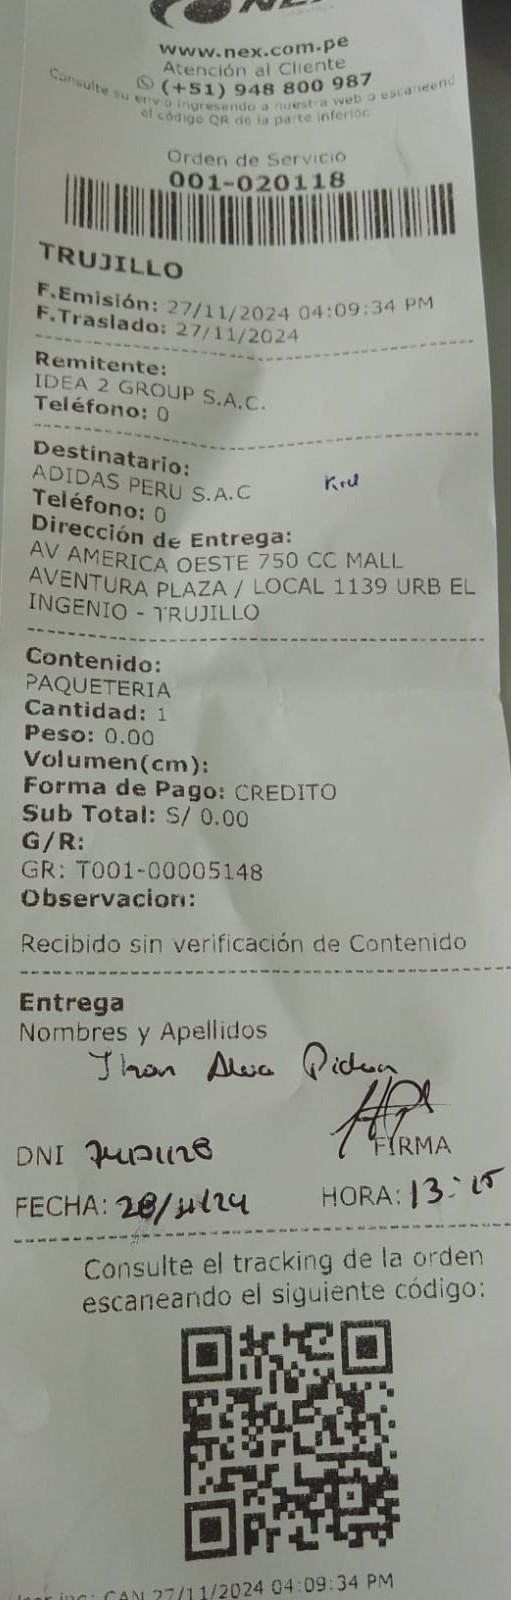 NEX
www.nex.com.pe
Atención al Cliente
(+51) 948 800 987
Consulte su envío ingresando a nuestra web o escaneend
el código QR de la parte inferior.
Orden de Servicio
001-020118
TRUJILLO
F.Emisión: 27/11/2024 04:09:34 PM
F.Traslado: 27/11/2024
Remitente:
IDEA 2 GROUP S.A.C.
Teléfono: 0
Destinatario:
ADIDAS PERU S.A.C
Teléfono: 0
Dirección de Entrega:
AV AMERICA OESTE 750 CC MALL
AVENTURA PLAZA / LOCAL 1139 URB EL
INGENIO - TRUJILLO
Contenido:
PAQUETERIA
Cantidad: 1
Peso: 0.00
Volumen(cm):
Forma de Pago: CREDITO
Sub Total: S/ 0.00
G/R:
GR: T001-00005148
Observacion:
Recibido sin verificación de Contenido
Entrega
Nombres y Apellidos
Jhon
DNI
FIRMA
FECHA: 28/11/24
HORA: 13:15
Consulte el tracking de la orden
escaneando el siguiente código:
CAN 27/11/2024 04:09:34 PM